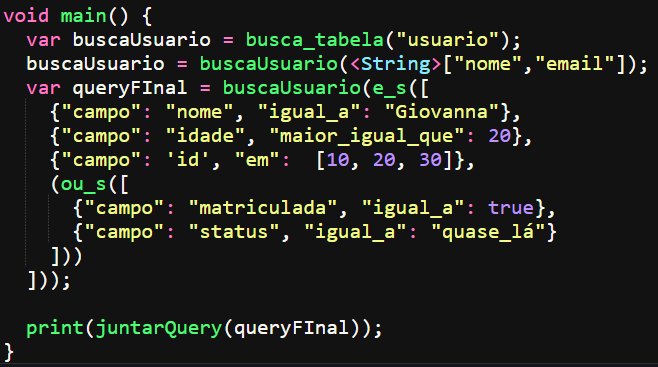 void main() {
  var buscaUsuario = busca_tabela("usuario");
  buscaUsuario = buscaUsuario(<String>["nome","email"]);
  var queryFInal = buscaUsuario(e_s([
    {"campo": "nome", "igual_a": "Giovanna"},
    {"campo": "idade", "maior_igual_que": 20},
    {"campo": 'id', "em":  [10, 20, 30]},
    (ou_s([
      {"campo": "matriculada", "igual_a": true},
      {"campo": "status", "igual_a": "quase_lá"}
    ]))
  ]));

  print(juntarQuery(queryFInal));
}